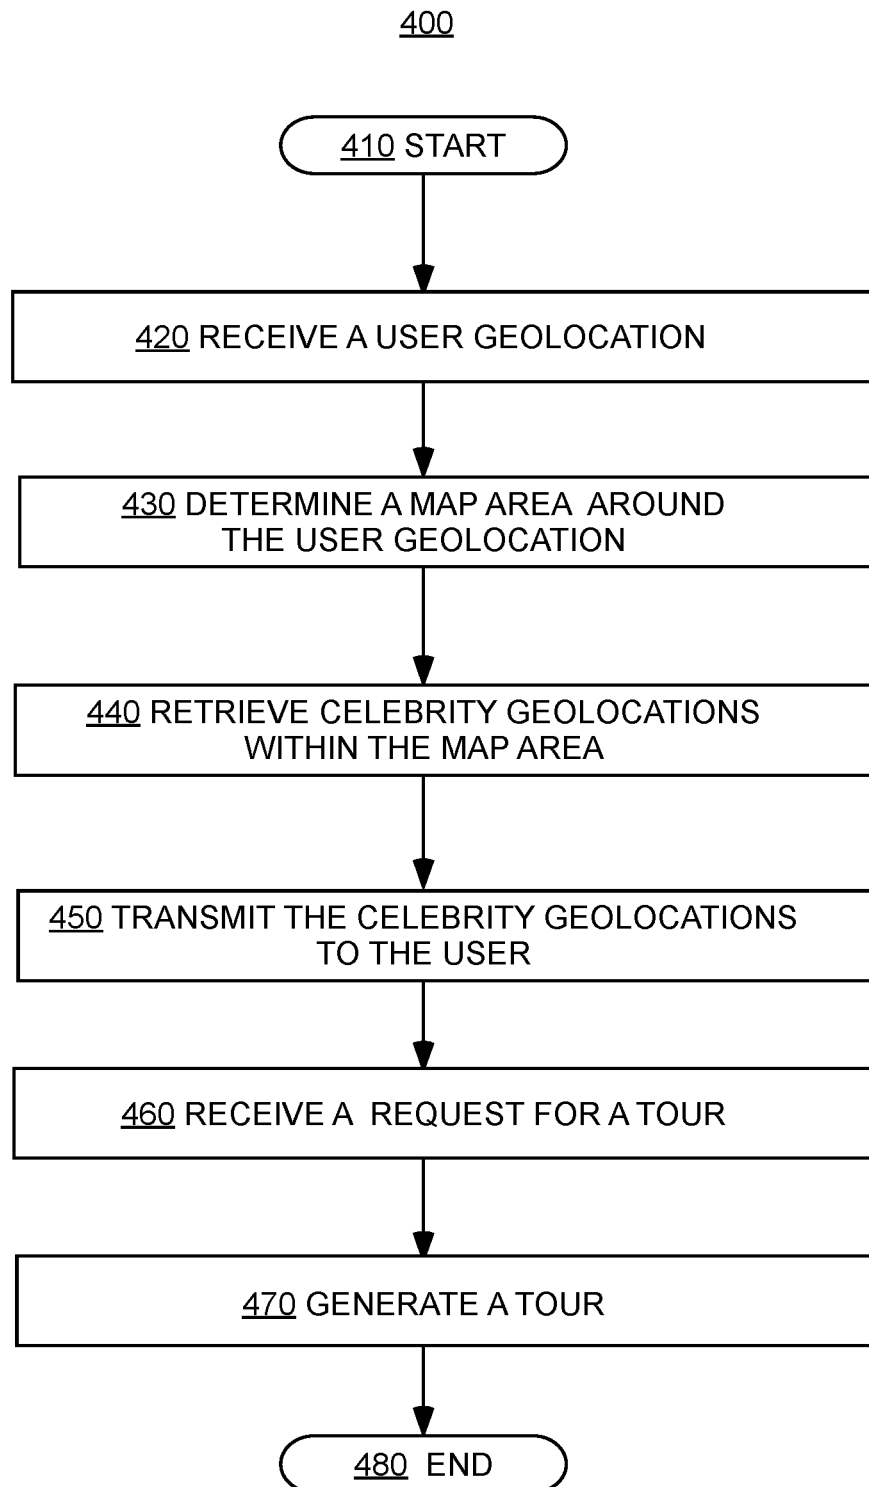 400
410 START
420 RECEIVE A USER GEOLOCATION
430 DETERMINE A MAP AREA AROUND
THE USER GEOLOCATION
440 RETRIEVE CELEBRITY GEOLOCATIONS
WITHIN THE MAP AREA
450 TRANSMIT THE CELEBRITY GEOLOCATIONS
TO THE USER
460 RECEIVE A REQUEST FOR A TOUR
470 GENERATE A TOUR
480 END